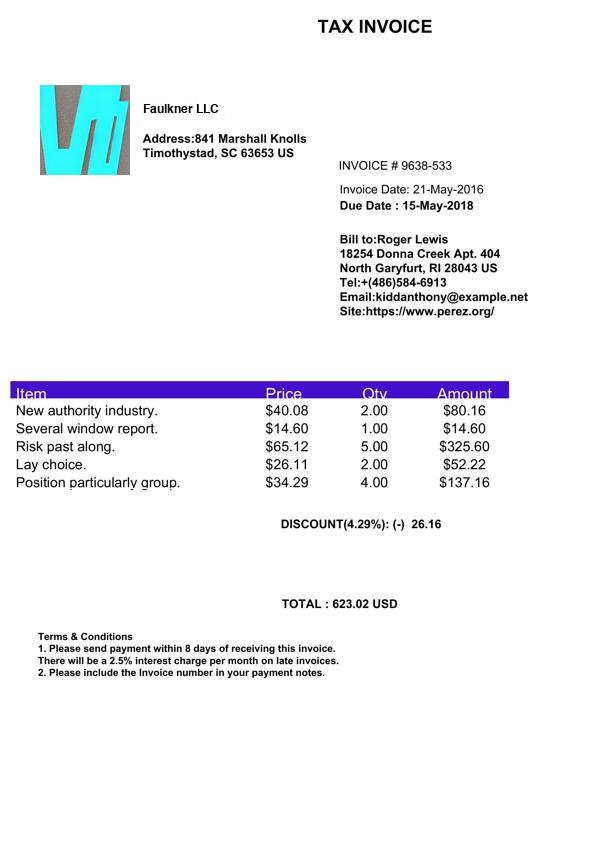 TAX INVOICE
Faulkner LLC
Address:841 Marshall Knolls
Timothystad, SC 63653 US
INVOICE # 9638-533
Invoice Date: 21-May-2016
Due Date : 15-May-2018
Bill to:Roger Lewis
18254 Donna Creek Apt. 404
North Garyfurt, RI 28043 US
Tel:+(486)584-6913
Email:kiddanthony@example.net
Site:https://www.perez.org/
Item Price Qty Amount
New authority industry. $40.08 2.00 $80.16
Several window report. $14.60 1.00 $14.60
Risk past along. $65.12 5.00 $325.60
Lay choice. $26.11 2.00 $52.22
Position particularly group. $34.29 4.00 $137.16
DISCOUNT(4.29%): (-) 26.16
TOTAL : 623.02 USD
Terms & Conditions
1. Please send payment within 8 days of receiving this invoice.
There will be a 2.5% interest charge per month on late invoices.
2. Please include the Invoice number in your payment notes.